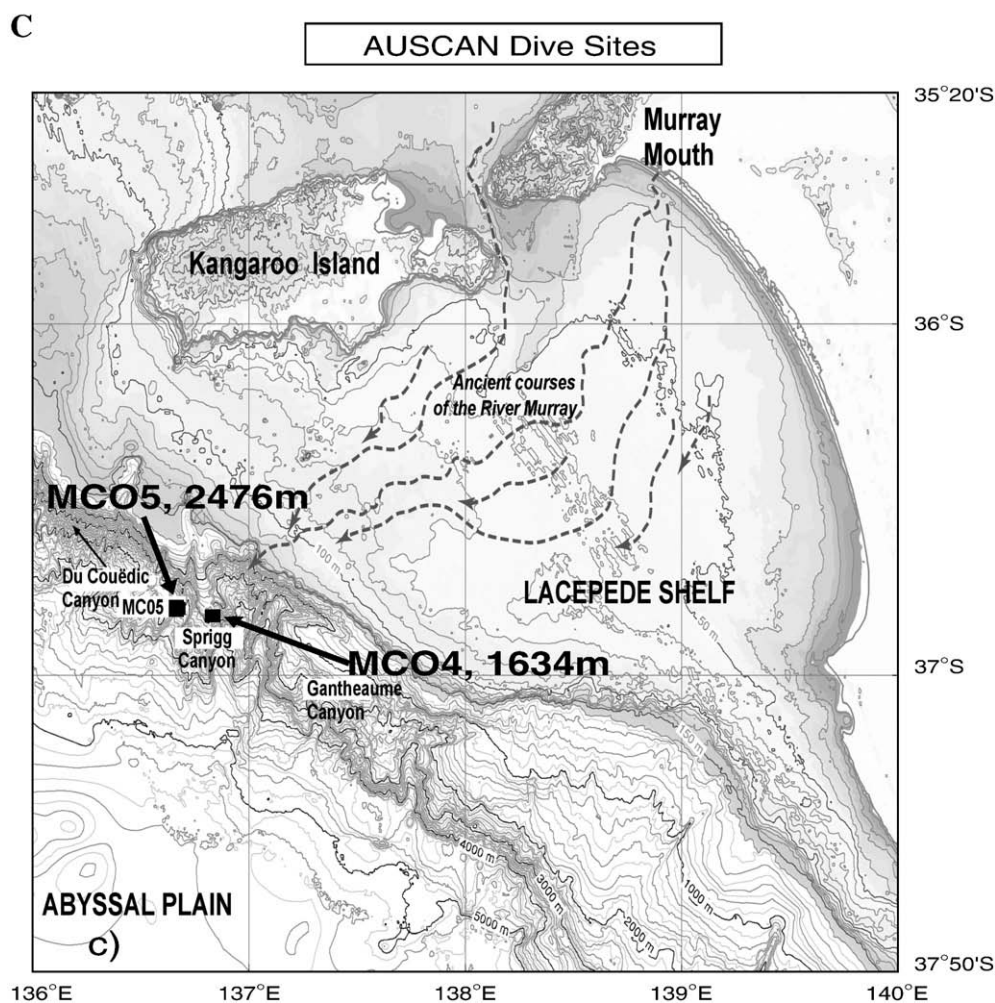 C
AUSCAN Dive Sites
35°20'S
Murray
Mouth
Kangaroo Island
36°S
Ancient courses
of the River Murray
MCO5, 2476m
100 m
Du Couëdic
Canyon
MC05
LACEPEDE SHELF
50 m
Sprigg
Canyon
MCO4, 1634m
37°S
Gantheaume
Canyon
150 m
4000 m
3000 m
1000 m
2000 m
5000 m
ABYSSAL PLAIN
c)
37°50'S
136°E
137°E
138°E
139°E
140°E